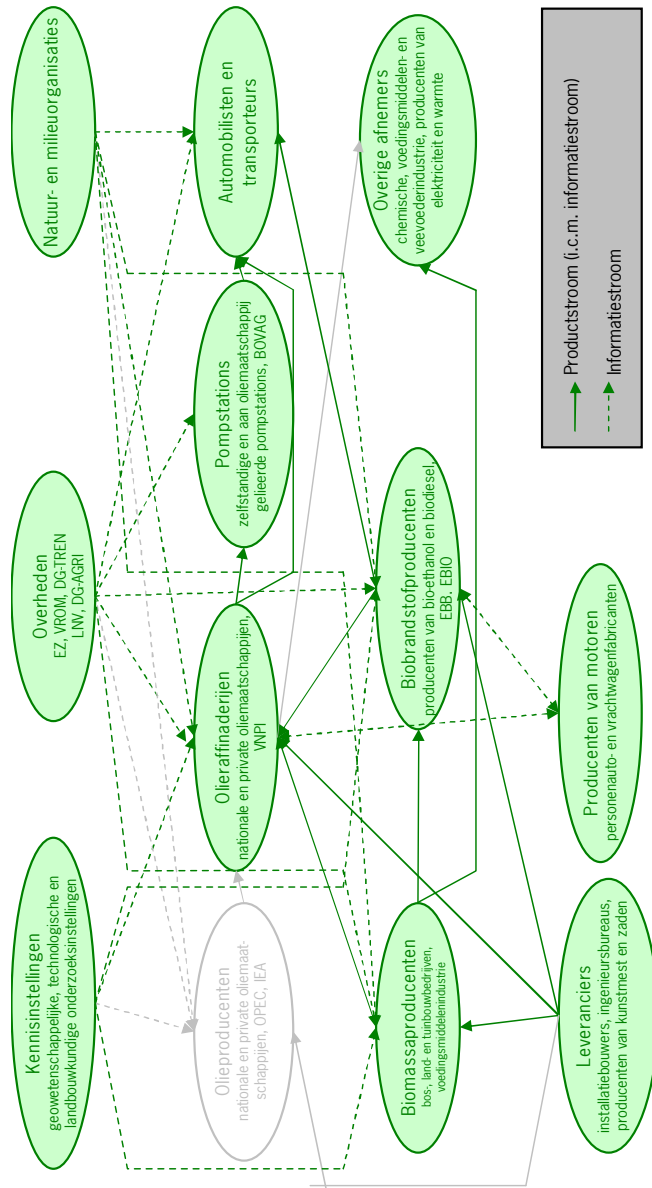 Kennisinstellingen
geowetenschappelijke, technologische en
landbouwkundige onderzoeksinstellingen
Overheden
EZ, VROM, DG-TREN
LNV, DG-AGRI
Natuur- en milieuorganisaties
Olieproducenten
nationale en private oliemaat-
schappijen, OPEC, IEA
Olieraffinaderijen
nationale en private oliemaatschappijen,
VNPI
Pompstations
zelfstandige en aan oliemaatschappij
gelieerde pompstations, BOVAG
Automobilisten en
transporteurs
Biomassaproducenten
bos-, land- en tuinbouwbedrijven,
voedingsmiddelenindustrie
Biobrandstofproducenten
producenten van bio-ethanol en biodiesel,
EBB. EBIO
Overige afnemers
chemische, voedingsmiddelen- en
veevoederindustrie, producenten van
elektriciteit en warmte
Leveranciers
installatiebouwers, ingenieursbureaus,
producenten van kunstmest en zaden
Producenten van motoren
personenauto- en vrachtwagenfabricanten
Productstroom (i.c.m. informatiestroom)
Informatiestroom